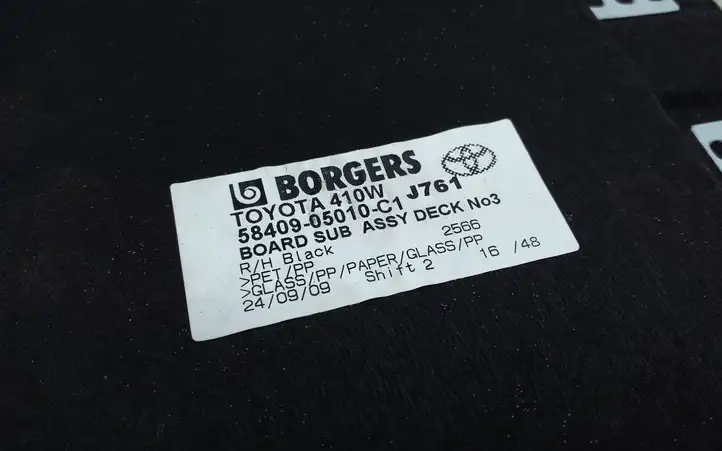 BORGERS
TOYOTA 410W J761
58409-05010-C1
BOARD SUB ASSY DECK No3
R/H Black 2566
>PET/PP
>GLASS/PP/PAPER/GLASS/PP
24/09/09 Shift 2 16 /48